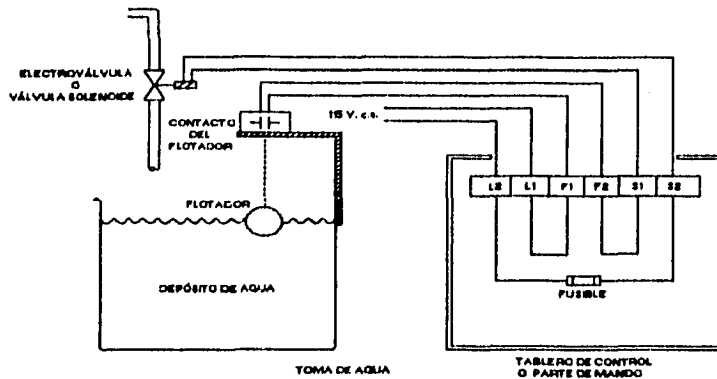 ELECTROVÁLVULA
O
VÁLVULA SOLENOIDE
CONTACTO
DEL
FLOTADOR
115 V. c.a.
L2 L1 F1 F2 S1 S2
FLOTADOR
DEPÓSITO DE AGUA
FUSIBLE
TOMA DE AGUA
TABLERO DE CONTROL
O PARTE DE MANDO